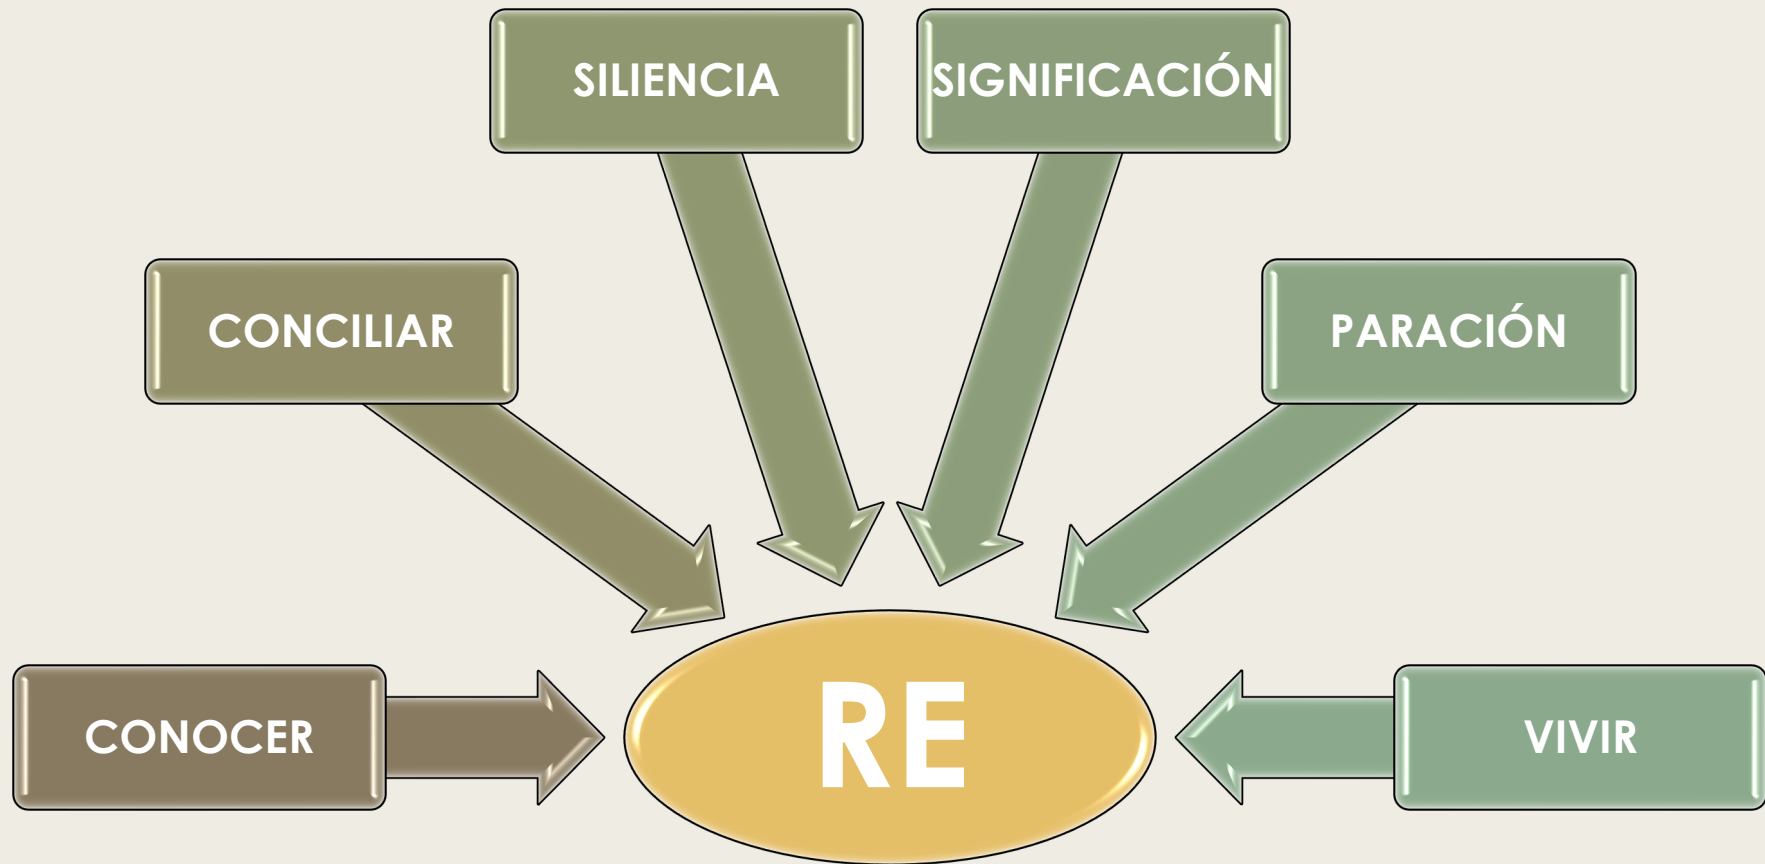 SILIENCIA
SIGNIFICACIÓN
CONCILIAR
PARACIÓN
CONOCER
RE
VIVIR